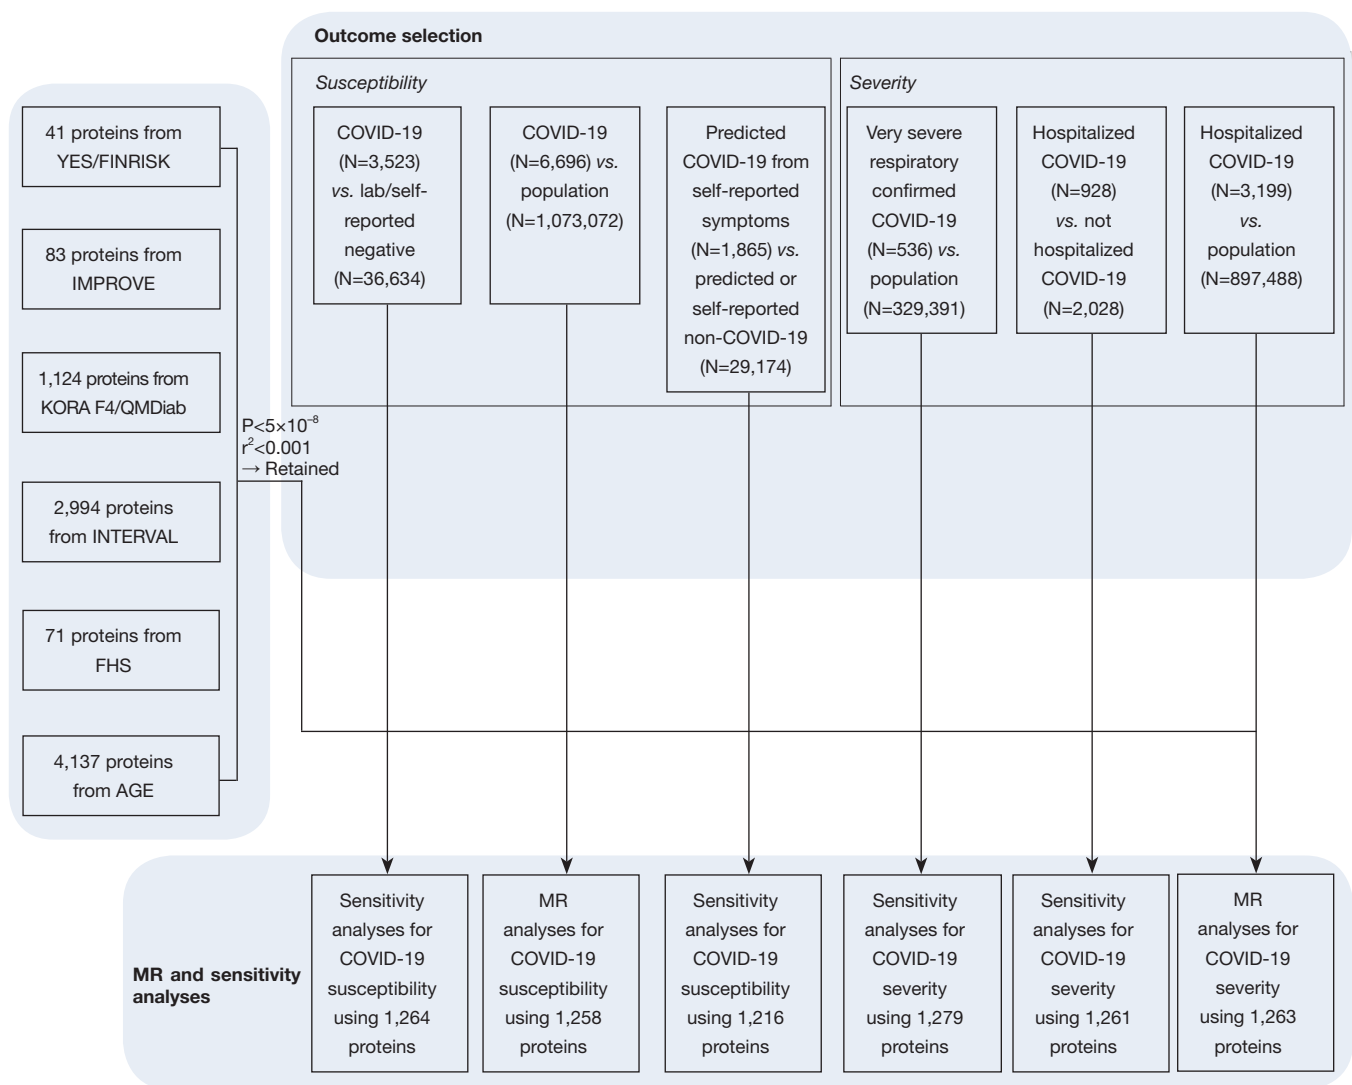 Outcome selection
Susceptibility
COVID-19
(N=3,523)
vs. lab/self-
reported
negative
(N=36,634)
COVID-19
(N=6,696) vs.
population
(N=1,073,072)
Predicted
COVID-19 from
self-reported
symptoms
(N=1,865) vs.
predicted or
self-reported
non-COVID-19
(N=29,174)
Severity
Very severe
respiratory
confirmed
COVID-19
(N=536) vs.
population
(N=329,391)
Hospitalized
COVID-19
(N=928)
vs. not
hospitalized
COVID-19
(N=2,028)
Hospitalized
COVID-19
(N=3,199)
vs.
population
(N=897,488)
41 proteins from
YES/FINRISK
83 proteins from
IMPROVE
1,124 proteins from
KORA F4/QMDiab
2,994 proteins
from INTERVAL
71 proteins from
FHS
4,137 proteins
from AGE
P<5×10⁻⁸
r²<0.001
→ Retained
MR and sensitivity
analyses
Sensitivity
analyses for
COVID-19
susceptibility
using 1,264
proteins
MR
analyses for
COVID-19
susceptibility
using 1,258
proteins
Sensitivity
analyses for
COVID-19
susceptibility
using 1,216
proteins
Sensitivity
analyses for
COVID-19
severity
using 1,279
proteins
Sensitivity
analyses for
COVID-19
severity
using 1,261
proteins
MR
analyses for
COVID-19
severity
using 1,263
proteins